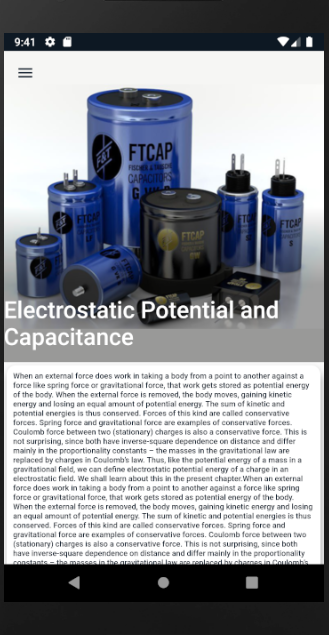 9:41
F&T
FTCAP
FISCHER & TAUSCHE
CAPACITORS
FTCAP
Electrostatic Potential and
Capacitance
When an external force does work in taking a body from a point to another against a
force like spring force or gravitational force, that work gets stored as potential energy
of the body. When the external force is removed, the body moves, gaining kinetic
energy and losing an equal amount of potential energy. The sum of kinetic and
potential energies is thus conserved. Forces of this kind are called conservative
forces. Spring force and gravitational force are examples of conservative forces.
Coulomb force between two (stationary) charges is also a conservative force. This is
not surprising, since both have inverse-square dependence on distance and differ
mainly in the proportionality constants – the masses in the gravitational law are
replaced by charges in Coulomb's law. Thus, like the potential energy of a mass in a
gravitational field, we can define electrostatic potential energy of a charge in an
electrostatic field. We shall learn about this in the present chapter.When an external
force does work in taking a body from a point to another against a force like spring
force or gravitational force, that work gets stored as potential energy of the body.
When the external force is removed, the body moves, gaining kinetic energy and losing
an equal amount of potential energy. The sum of kinetic and potential energies is thus
conserved. Forces of this kind are called conservative forces. Spring force and
gravitational force are examples of conservative forces. Coulomb force between two
(stationary) charges is also a conservative force. This is not surprising, since both
have inverse-square dependence on distance and differ mainly in the proportionality
constants – the masses in the gravitational law are replaced by charges in Coulomb's